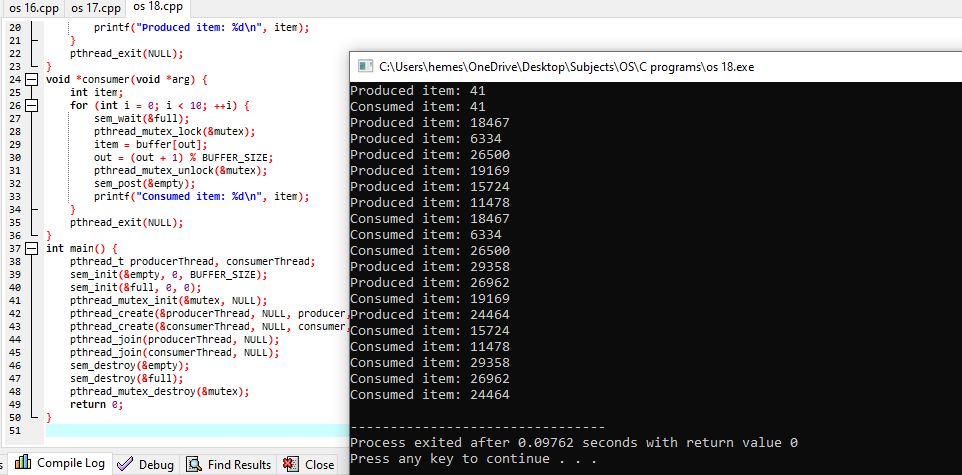 os 16.cpp os 17.cpp os 18.cpp
20 printf("Produced item: %d\n", item);
21 }
22 pthread_exit(NULL);
23 }
24 void *consumer(void *arg) {
25 int item;
26 for (int i = 0; i < 10; ++i) {
27 sem_wait(&full);
28 pthread_mutex_lock(&mutex);
29 item = buffer[out];
30 out = (out + 1) % BUFFER_SIZE;
31 pthread_mutex_unlock(&mutex);
32 sem_post(&empty);
33 printf("Consumed item: %d\n", item);
34 }
35 pthread_exit(NULL);
36 }
37 int main() {
38 pthread_t producerThread, consumerThread;
39 sem_init(&empty, 0, BUFFER_SIZE);
40 sem_init(&full, 0, 0);
41 pthread_mutex_init(&mutex, NULL);
42 pthread_create(&producerThread, NULL, producer,
43 pthread_create(&consumerThread, NULL, consumer,
44 pthread_join(producerThread, NULL);
45 pthread_join(consumerThread, NULL);
46 sem_destroy(&empty);
47 sem_destroy(&full);
48 pthread_mutex_destroy(&mutex);
49 return 0;
50 }
51
Compile Log Debug Find Results Close
C:\Users\hemes\OneDrive\Desktop\Subjects\OS\C programs\os 18.exe
Produced item: 41
Consumed item: 41
Produced item: 18467
Produced item: 6334
Produced item: 26500
Produced item: 19169
Produced item: 15724
Produced item: 11478
Consumed item: 18467
Consumed item: 6334
Consumed item: 26500
Produced item: 29358
Produced item: 26962
Consumed item: 19169
Produced item: 24464
Consumed item: 15724
Consumed item: 11478
Consumed item: 29358
Consumed item: 26962
Consumed item: 24464
--------------------------------
Process exited after 0.09762 seconds with return value 0
Press any key to continue . . .